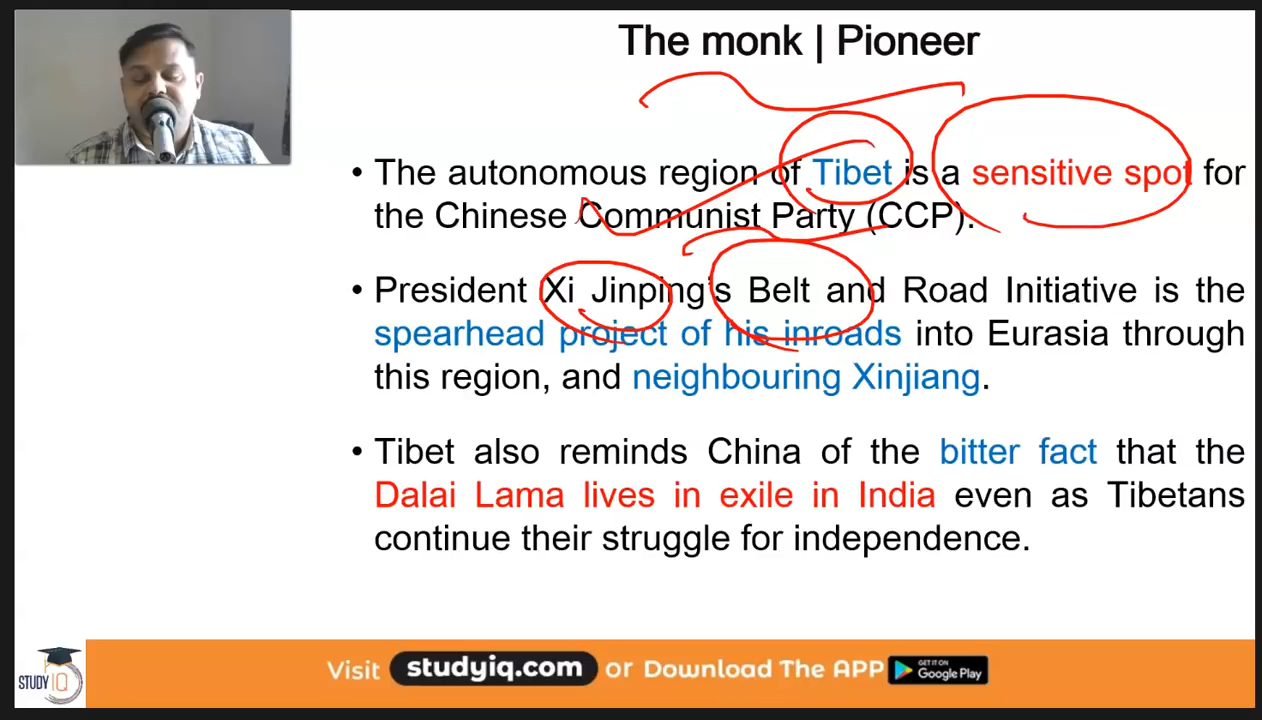 The monk | Pioneer
• The autonomous region of Tibet is a sensitive spot for
the Chinese Communist Party (CCP).
• President Xi Jinping's Belt and Road Initiative is the
spearhead project of his inroads into Eurasia through
this region, and neighbouring Xinjiang.
• Tibet also reminds China of the bitter fact that the
Dalai Lama lives in exile in India even as Tibetans
continue their struggle for independence.
STUDY IQ
Visit studyiq.com or Download The APP GET IT ON Google Play